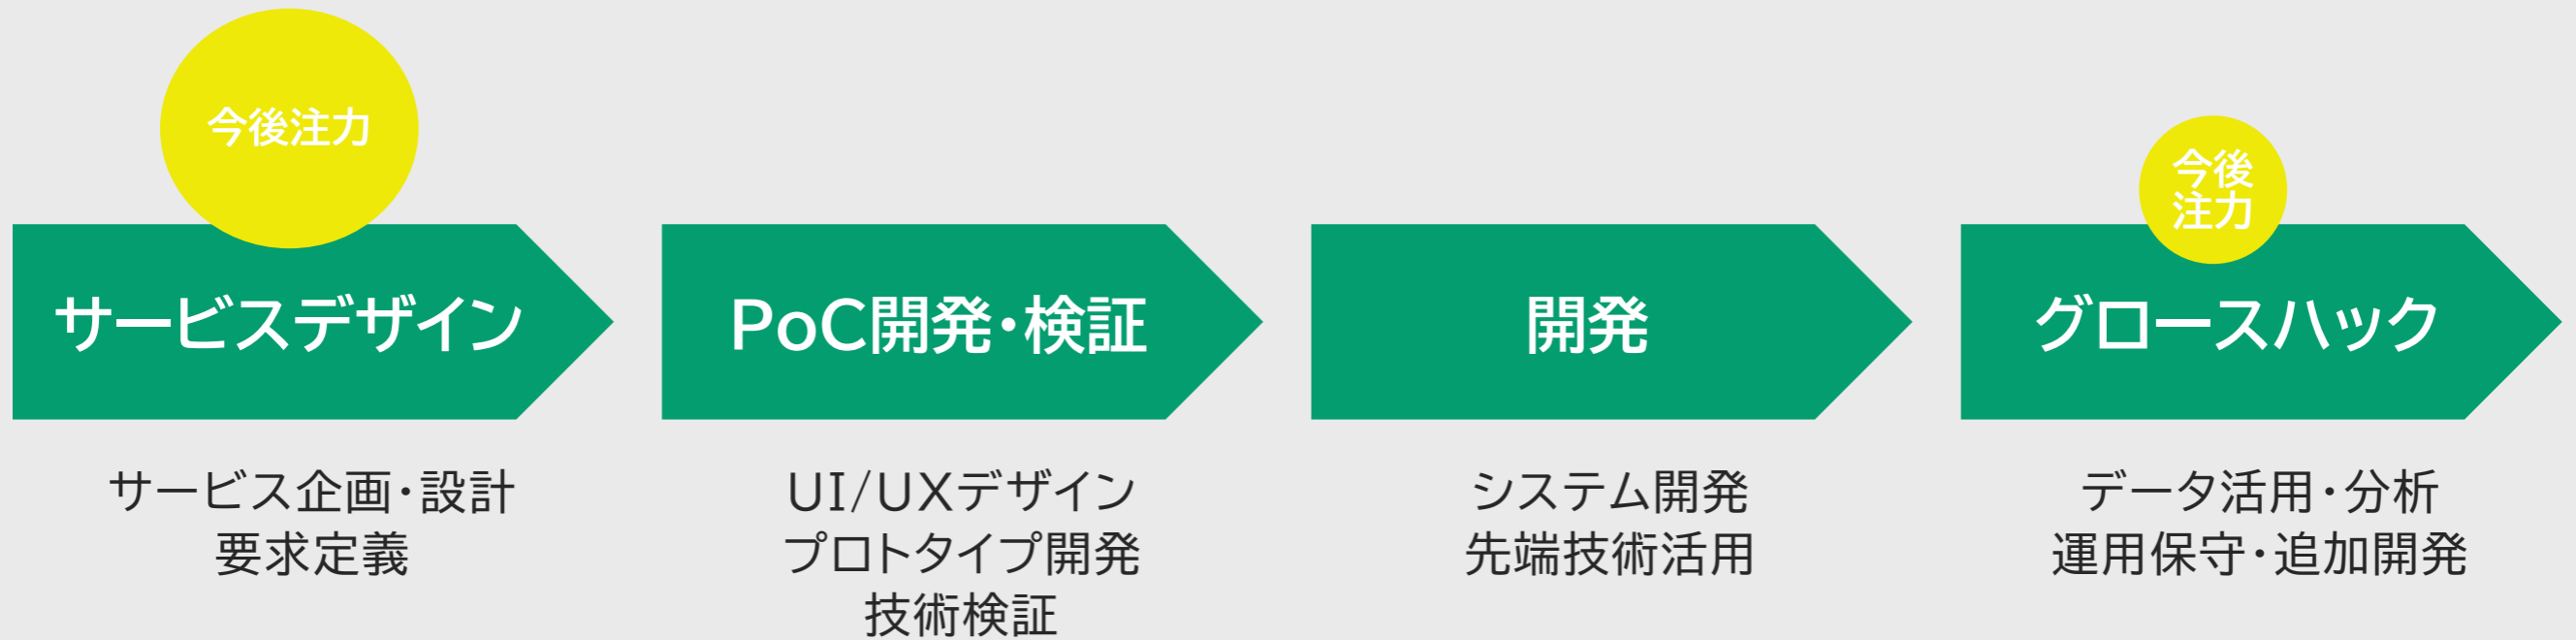 今後注力
今後
注力
サービスデザイン
PoC開発・検証
開発
グロースハック
サービス企画・設計
要求定義
UI/UXデザイン
プロトタイプ開発
技術検証
システム開発
先端技術活用
データ活用・分析
運用保守・追加開発